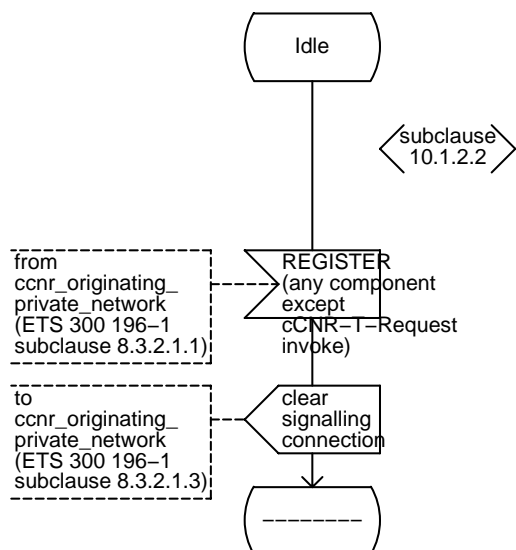 Idle
subclause
10.1.2.2
from
ccnr_originating_
private_network
(ETS 300 196−1
subclause 8.3.2.1.1)
REGISTER
(any component
except
cCNR−T−Request
invoke)
to
ccnr_originating_
private_network
(ETS 300 196−1
subclause 8.3.2.1.3)
clear
signalling
connection
−−−−−−−−